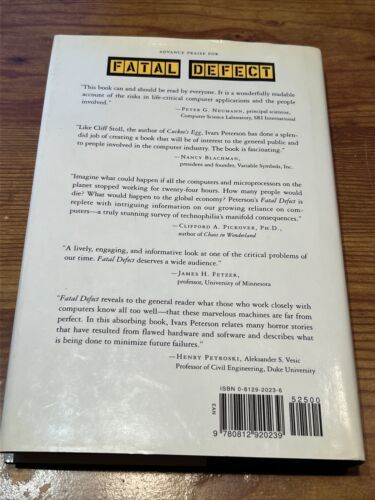 ADVANCE PRAISE FOR
FATAL DEFECT
"This book can and should be read by everyone. It is a wonderfully readable
account of the risks in life-critical computer applications and the people
involved."
—PETER G. NEUMANN, principal scientist,
Computer Science Laboratory, SRI International
"Like Cliff Stoll, the author of Cuckoo's Egg, Ivars Peterson has done a splen-
did job of creating a book that will be of interest to the general public and
to people involved in the computer industry. The book is fascinating."
—NANCY BLACHMAN,
president and founder, Variable Symbols, Inc.
"Imagine what could happen if all the computers and microprocessors on the
planet stopped working for twenty-four hours. How many people would
die? What would happen to the global economy? Peterson's Fatal Defect is
replete with intriguing information on our growing reliance on com-
puters—a truly stunning survey of technophilia's manifold consequences."
—CLIFFORD A. PICKOVER, PH.D.,
author of Chaos in Wonderland
"A lively, engaging, and informative look at one of the critical problems of
our time. Fatal Defect deserves a wide audience."
—JAMES H. FETZER,
professor, University of Minnesota
"Fatal Defect reveals to the general reader what those who work closely with
computers know all too well—that these marvelous machines are far from
perfect. In this absorbing book, Ivars Peterson relates many horror stories
that have resulted from flawed hardware and software and describes what
is being done to minimize future failures."
—HENRY PETROSKI, Aleksander S. Vesic
Professor of Civil Engineering, Duke University
ISBN 0-8129-2023-6
52500
EAN
9 780812 920239